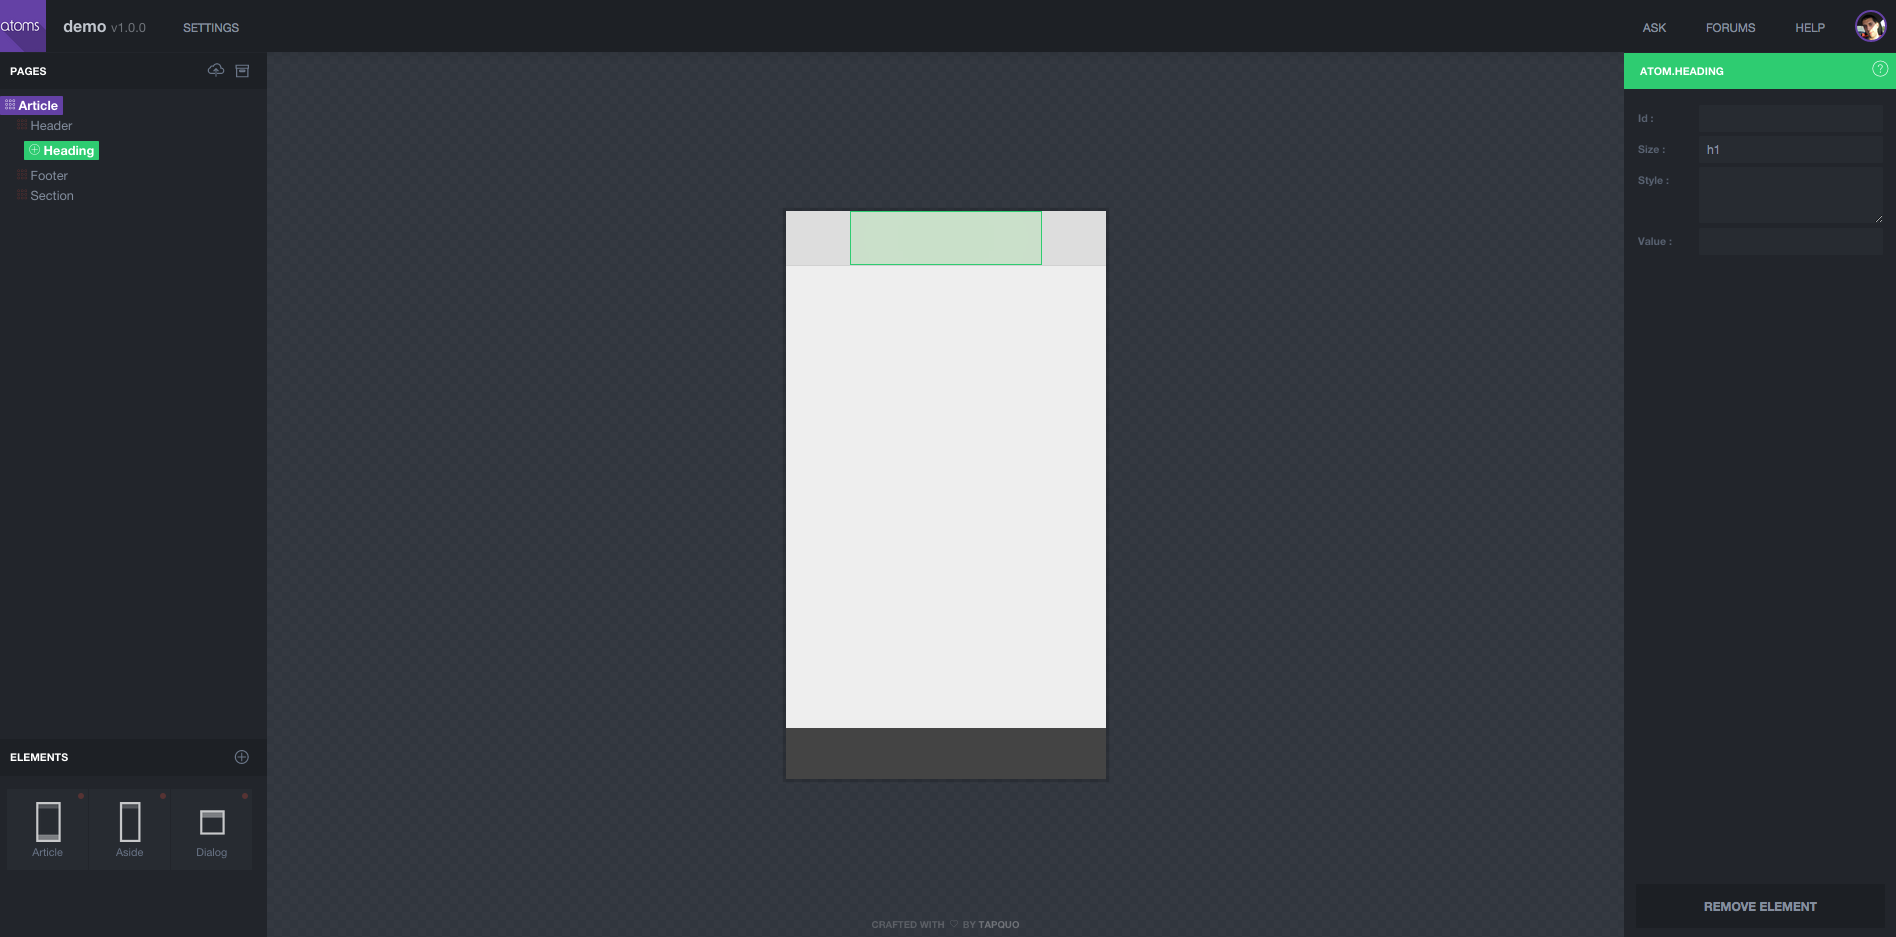 atoms
demo v1.0.0
SETTINGS
ASK
FORUMS
HELP
PAGES
Article
Header
Heading
Footer
Section
ELEMENTS
Article
Aside
Dialog
ATOM.HEADING
?
Id :
Size :
h1
Style :
Value :
REMOVE ELEMENT
CRAFTED WITH ♡ BY TAPQUO